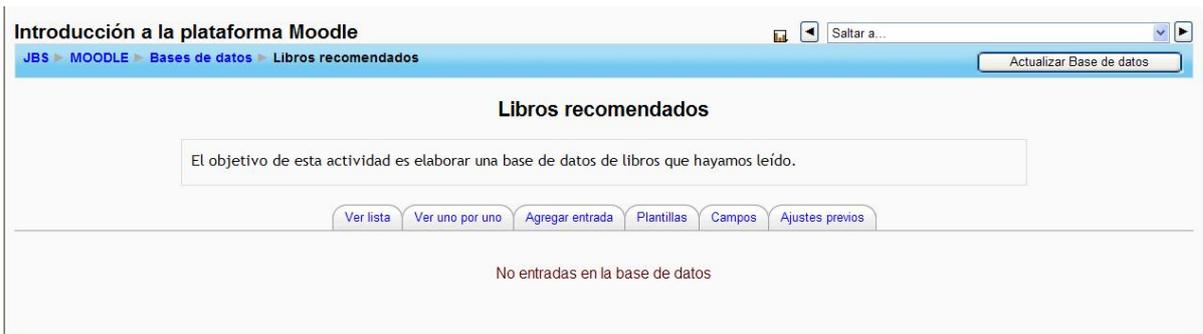 Introducción a la plataforma Moodle
Saltar a...
JBS ► MOODLE ► Bases de datos ► Libros recomendados
Actualizar Base de datos
Libros recomendados
El objetivo de esta actividad es elaborar una base de datos de libros que hayamos leído.
Ver lista Ver uno por uno Agregar entrada Plantillas Campos Ajustes previos
No entradas en la base de datos